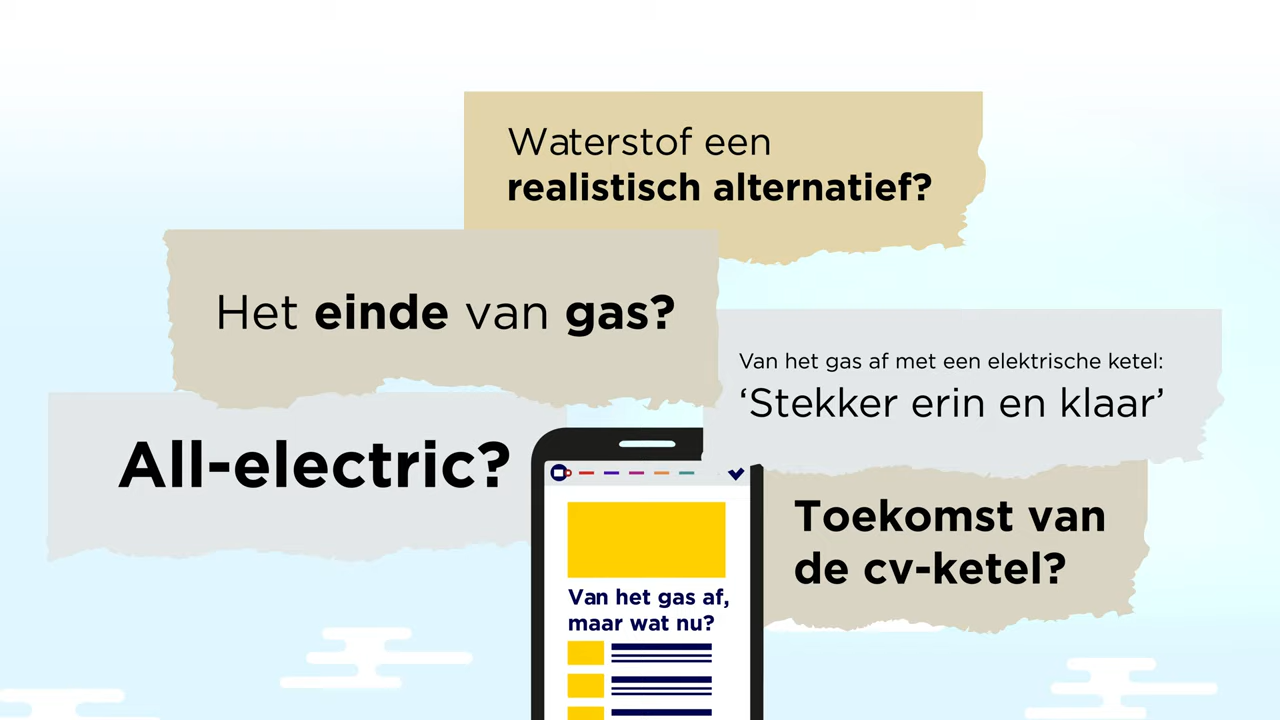 Waterstof een
realistisch alternatief?
Het einde van gas?
Van het gas af met een elektrische ketel:
‘Stekker erin en klaar’
All-electric?
Toekomst van
de cv-ketel?
Van het gas af,
maar wat nu?